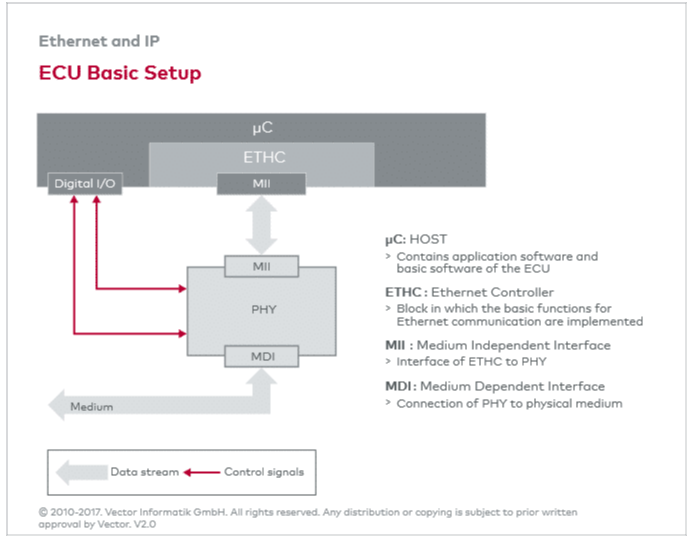 Ethernet and IP
ECU Basic Setup
µC
ETHC
Digital I/O
MII
MII
PHY
MDI
Medium
µC: HOST
> Contains application software and
basic software of the ECU
ETHC : Ethernet Controller
> Block in which the basic functions for
Ethernet communication are implemented
MII : Medium Independent Interface
> Interface of ETHC to PHY
MDI : Medium Dependent Interface
> Connection of PHY to physical medium
Data stream
Control signals
© 2010-2017. Vector Informatik GmbH. All rights reserved. Any distribution or copying is subject to prior written
approval by Vector. V2.0